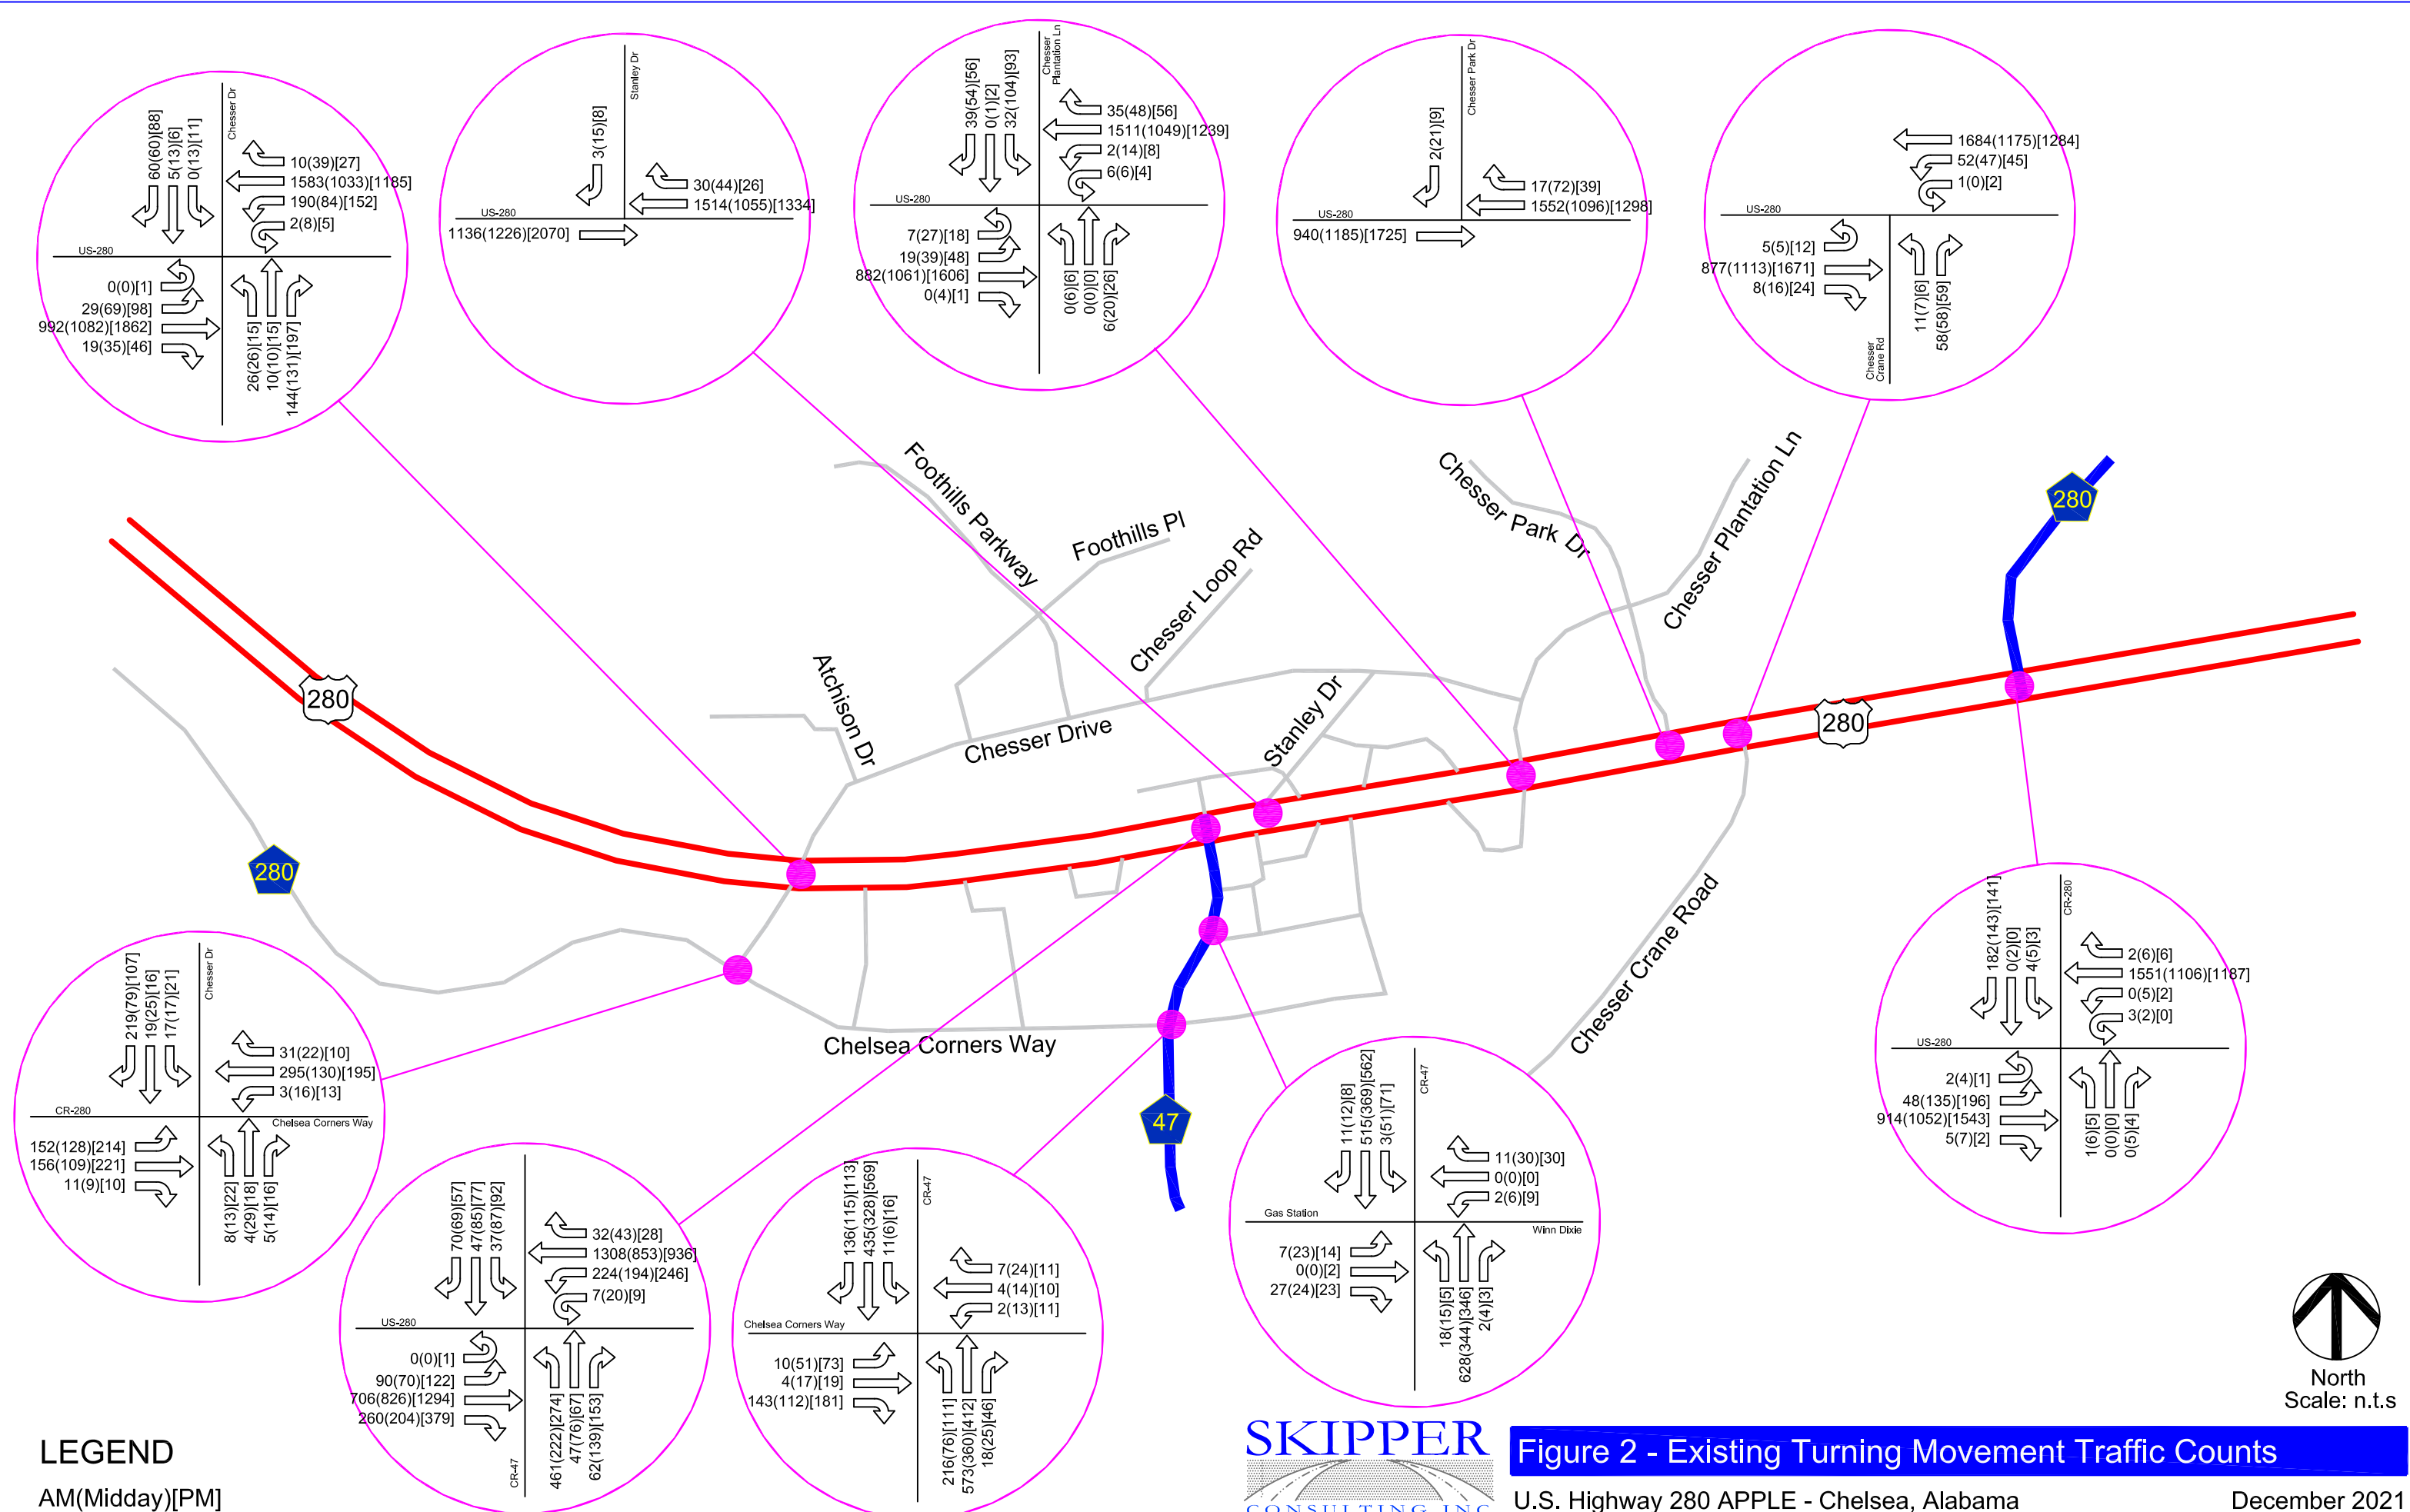 Chesser Dr
60(60)[88]
5(13)[6]
0(13)[11]
10(39)[27]
1583(1033)[1185]
190(84)[152]
2(8)[5]
US-280
0(0)[1]
29(69)[98]
992(1082)[1862]
19(35)[46]
26(26)[15]
10(10)[15]
144(131)[197]
Stanley Dr
3(15)[8]
30(44)[26]
1514(1055)[1334]
US-280
1136(1226)[2070]
Chesser
Plantation Ln
39(54)[56]
0(1)[2]
32(104)[93]
35(48)[56]
1511(1049)[1239]
2(14)[8]
6(6)[4]
US-280
7(27)[18]
19(39)[48]
882(1061)[1606]
0(4)[1]
0(6)[6]
0(0)[0]
6(20)[26]
Chesser Park Dr
2(21)[9]
17(72)[39]
1552(1096)[1298]
US-280
940(1185)[1725]
1684(1175)[1284]
52(47)[45]
1(0)[2]
US-280
5(5)[12]
877(1113)[1671]
8(16)[24]
11(7)[6]
58(58)[59]
Chesser
Crane Rd
Foothills Parkway
Foothills Pl
Chesser Loop Rd
Chesser Park Dr
Chesser Plantation Ln
280
280
Atchison Dr
Chesser Drive
Stanley Dr
280
280
Chesser Crane Road
Chelsea Corners Way
47
Chesser Dr
219(79)[107]
19(25)[16]
17(17)[21]
31(22)[10]
295(130)[195]
3(16)[13]
CR-280
Chelsea Corners Way
152(128)[214]
156(109)[221]
11(9)[10]
8(13)[22]
4(29)[18]
5(14)[16]
70(69)[57]
47(85)[77]
37(87)[92]
32(43)[28]
1308(853)[936]
224(194)[246]
7(20)[9]
US-280
0(0)[1]
90(70)[122]
706(826)[1294]
260(204)[379]
461(222)[274]
47(76)[67]
62(139)[153]
CR-47
CR-47
136(115)[113]
435(328)[569]
11(6)[16]
7(24)[11]
4(14)[10]
2(13)[11]
Chelsea Corners Way
10(51)[73]
4(17)[19]
143(112)[181]
216(76)[111]
573(360)[412]
18(25)[46]
CR-47
11(12)[8]
515(369)[562]
3(51)[71]
11(30)[30]
0(0)[0]
2(6)[9]
Gas Station
Winn Dixie
7(23)[14]
0(0)[2]
27(24)[23]
18(15)[5]
628(344)[346]
2(4)[3]
CR-280
182(143)[141]
0(2)[0]
4(5)[3]
2(6)[6]
1551(1106)[1187]
0(5)[2]
3(2)[0]
US-280
2(4)[1]
48(135)[196]
914(1052)[1543]
5(7)[2]
1(6)[5]
0(0)[0]
0(5)[4]
North
Scale: n.t.s
LEGEND
AM(Midday)[PM]
SKIPPER
CONSULTING INC
Figure 2 - Existing Turning Movement Traffic Counts
U.S. Highway 280 APPLE - Chelsea, Alabama
December 2021